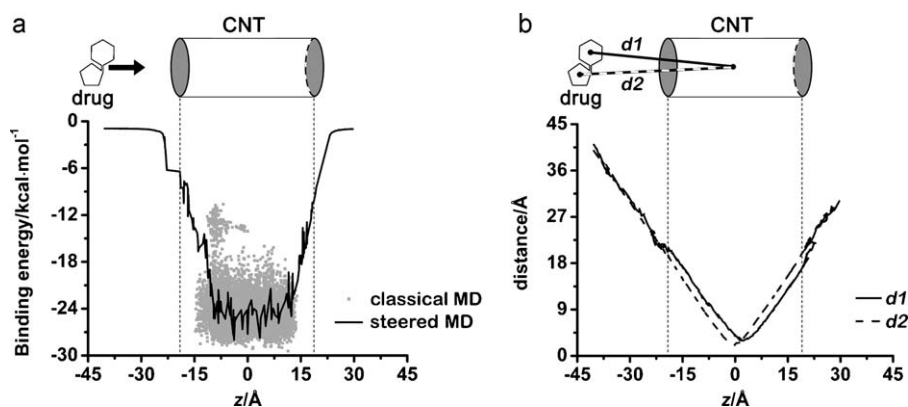 a
CNT
drug
Binding energy/kcal·mol⁻¹
0
-6
-12
-18
-24
-30
classical MD
steered MD
-45 -30 -15 0 15 30 45
z/Å
b
CNT
d1
d2
drug
distance/Å
45
36
27
18
9
0
d1
d2
-45 -30 -15 0 15 30 45
z/Å